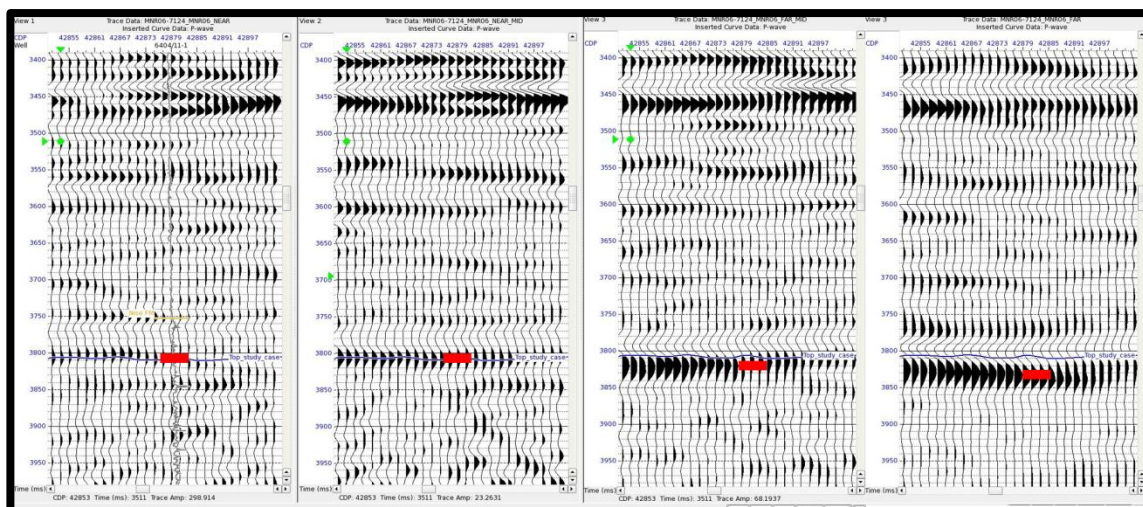 View 1 Trace Data: MNR06-7124_MNR06_NEAR
Inserted Curve Data: P-wave
CDP 42855 42861 42867 42873 42879 42885 42891 42897
Well 6404/11-1
3400
3450
3500
3550
3600
3650
3700
3750
3800
3850
3900
3950
Top_study_case
Time (ms)
CDP: 42853 Time (ms): 3511 Trace Amp: 298.914
View 2 Trace Data: MNR06-7124_MNR06_NEAR_MID
Inserted Curve Data: P-wave
CDP 42855 42861 42867 42873 42879 42885 42897
3400
3450
3500
3550
3600
3650
3700
3750
3800
3850
3900
3950
Top_study_case
Time (ms)
CDP: 42853 Time (ms): 3511 Trace Amp: 23.2631
View 3 Trace Data: MNR06-7124_MNR06_FAR_MID
Inserted Curve Data: P-wave
CDP 42855 42861 42867 42873 42879 42885 42897
3400
3450
3500
3550
3600
3650
3700
3750
3800
3850
3900
3950
Top_study_case
Time (ms)
CDP: 42853 Time (ms): 3511 Trace Amp: 68.1937
View 3 Trace Data: MNR06-7124_MNR06_FAR
Inserted Curve Data: P-wave
CDP 42855 42861 42867 42873 42879 42885 42891 42897
3400
3450
3500
3550
3600
3650
3700
3750
3800
3850
3900
3950
Top_study_case
Time (ms)